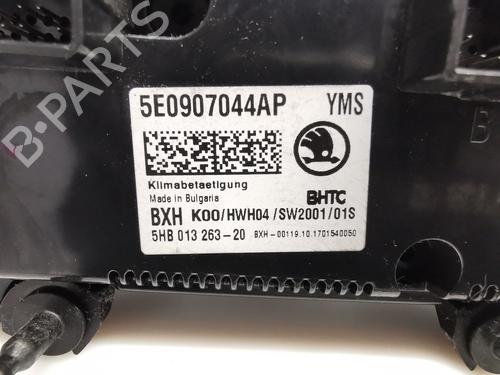 5E0907044AP YMS
Klimabetaetigung
Made in Bulgaria
BHTC
BXH K00/HWH04/SW2001/01S
5HB 013 263-20 BXH-00119.10.1701540050
B
B-PARTS